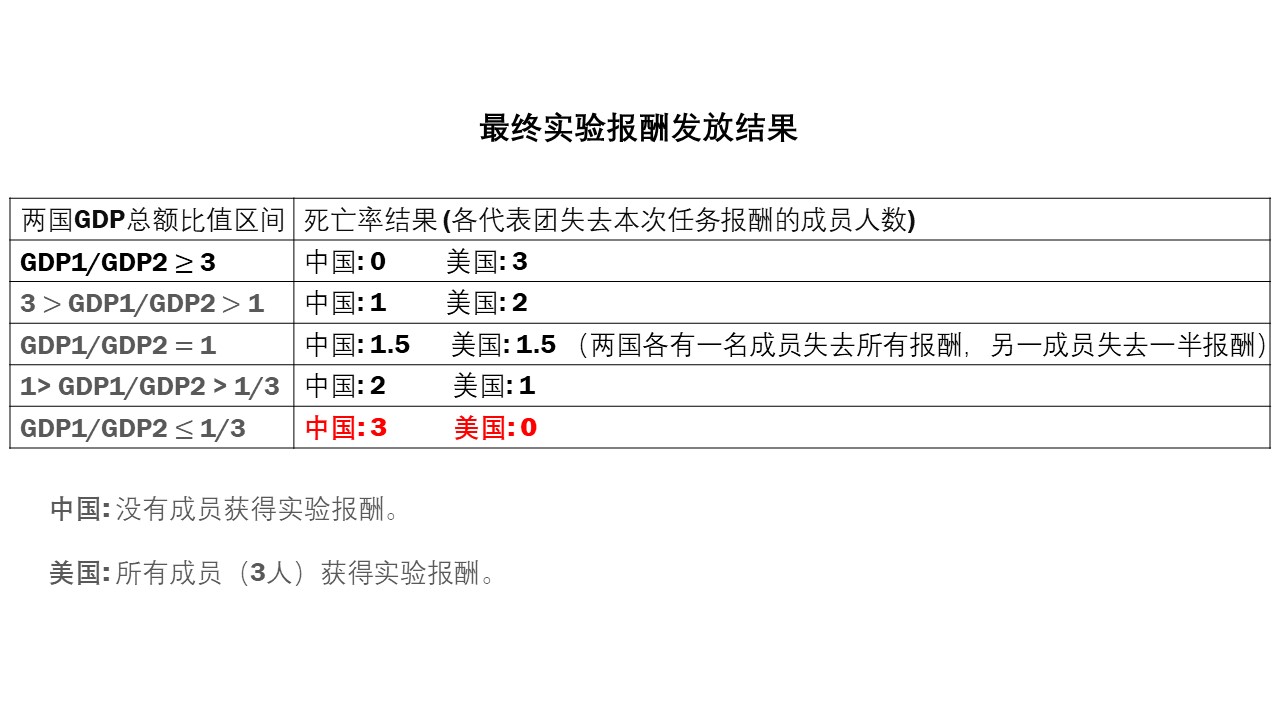 最终实验报酬发放结果
两国GDP总额比值区间 死亡率结果 (各代表团失去本次任务报酬的成员人数)
GDP1/GDP2 ≥ 3 中国: 0 美国: 3
3 > GDP1/GDP2 > 1 中国: 1 美国: 2
GDP1/GDP2 = 1 中国: 1.5 美国: 1.5 （两国各有一名成员失去所有报酬，另一成员失去一半报酬）
1> GDP1/GDP2 > 1/3 中国: 2 美国: 1
GDP1/GDP2 ≤ 1/3 中国: 3 美国: 0
中国: 没有成员获得实验报酬。
美国: 所有成员（3人）获得实验报酬。